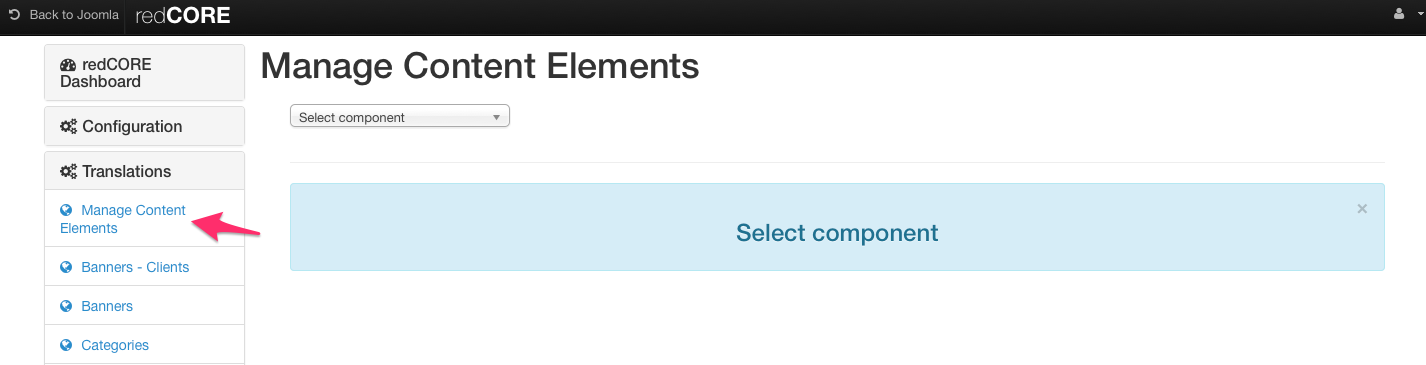 Back to Joomla
redCORE
redCORE
Dashboard
Configuration
Translations
Manage Content
Elements
Banners - Clients
Banners
Categories
Manage Content Elements
Select component
Select component
×